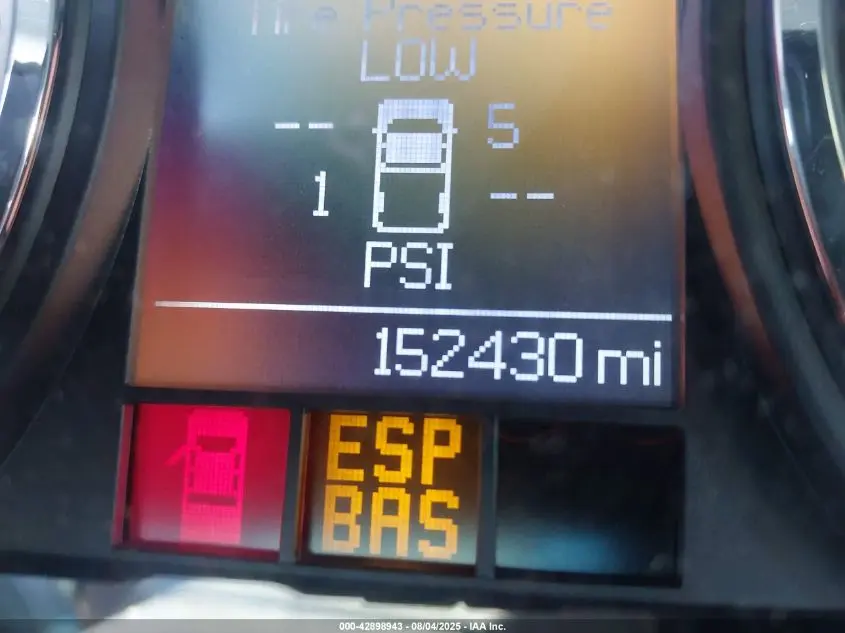 Tire Pressure
LOW
-- 5
1 --
PSI
152430 mi
ESP
BAS
000-42898943 - 08/04/2025 - IAA Inc.